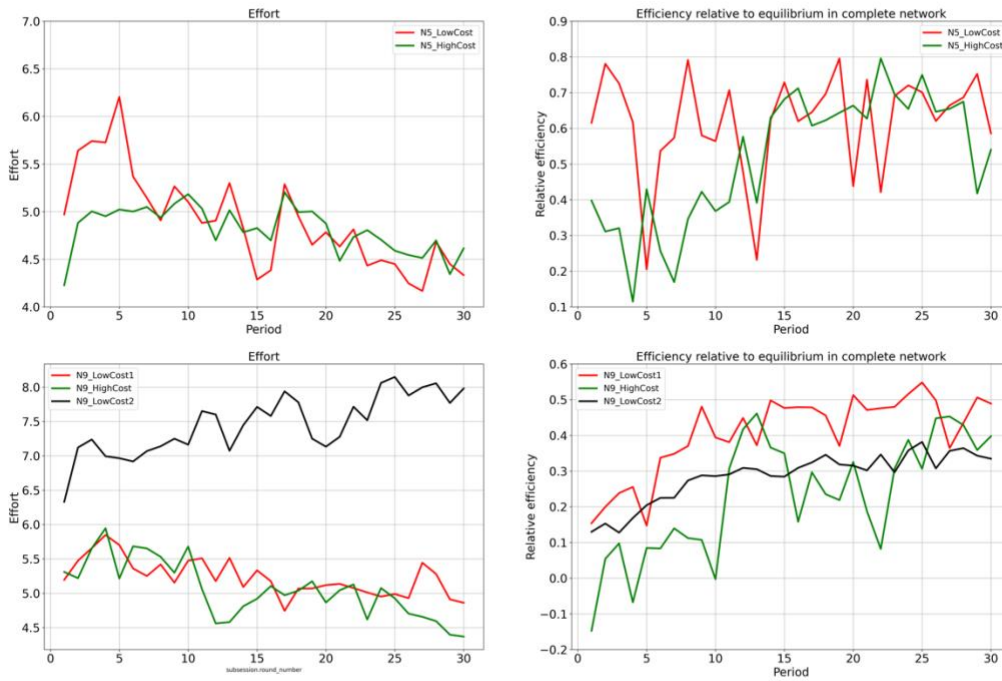 Effort
7.0
6.5
6.0
5.5
5.0
4.5
4.0
Effort
N5_LowCost
N5_HighCost
0 5 10 15 20 25 30
Period
Efficiency relative to equilibrium in complete network
0.9
0.8
0.7
0.6
0.5
0.4
0.3
0.2
0.1
Relative efficiency
N5_LowCost
N5_HighCost
0 5 10 15 20 25 30
Period
Effort
8.0
7.5
7.0
6.5
6.0
5.5
5.0
4.5
Effort
N9_LowCost1
N9_HighCost
N9_LowCost2
0 5 10 15 20 25 30
subsession.round_number
Efficiency relative to equilibrium in complete network
0.6
0.5
0.4
0.3
0.2
0.1
0.0
−0.1
−0.2
Relative efficiency
N9_LowCost1
N9_HighCost
N9_LowCost2
0 5 10 15 20 25 30
Period